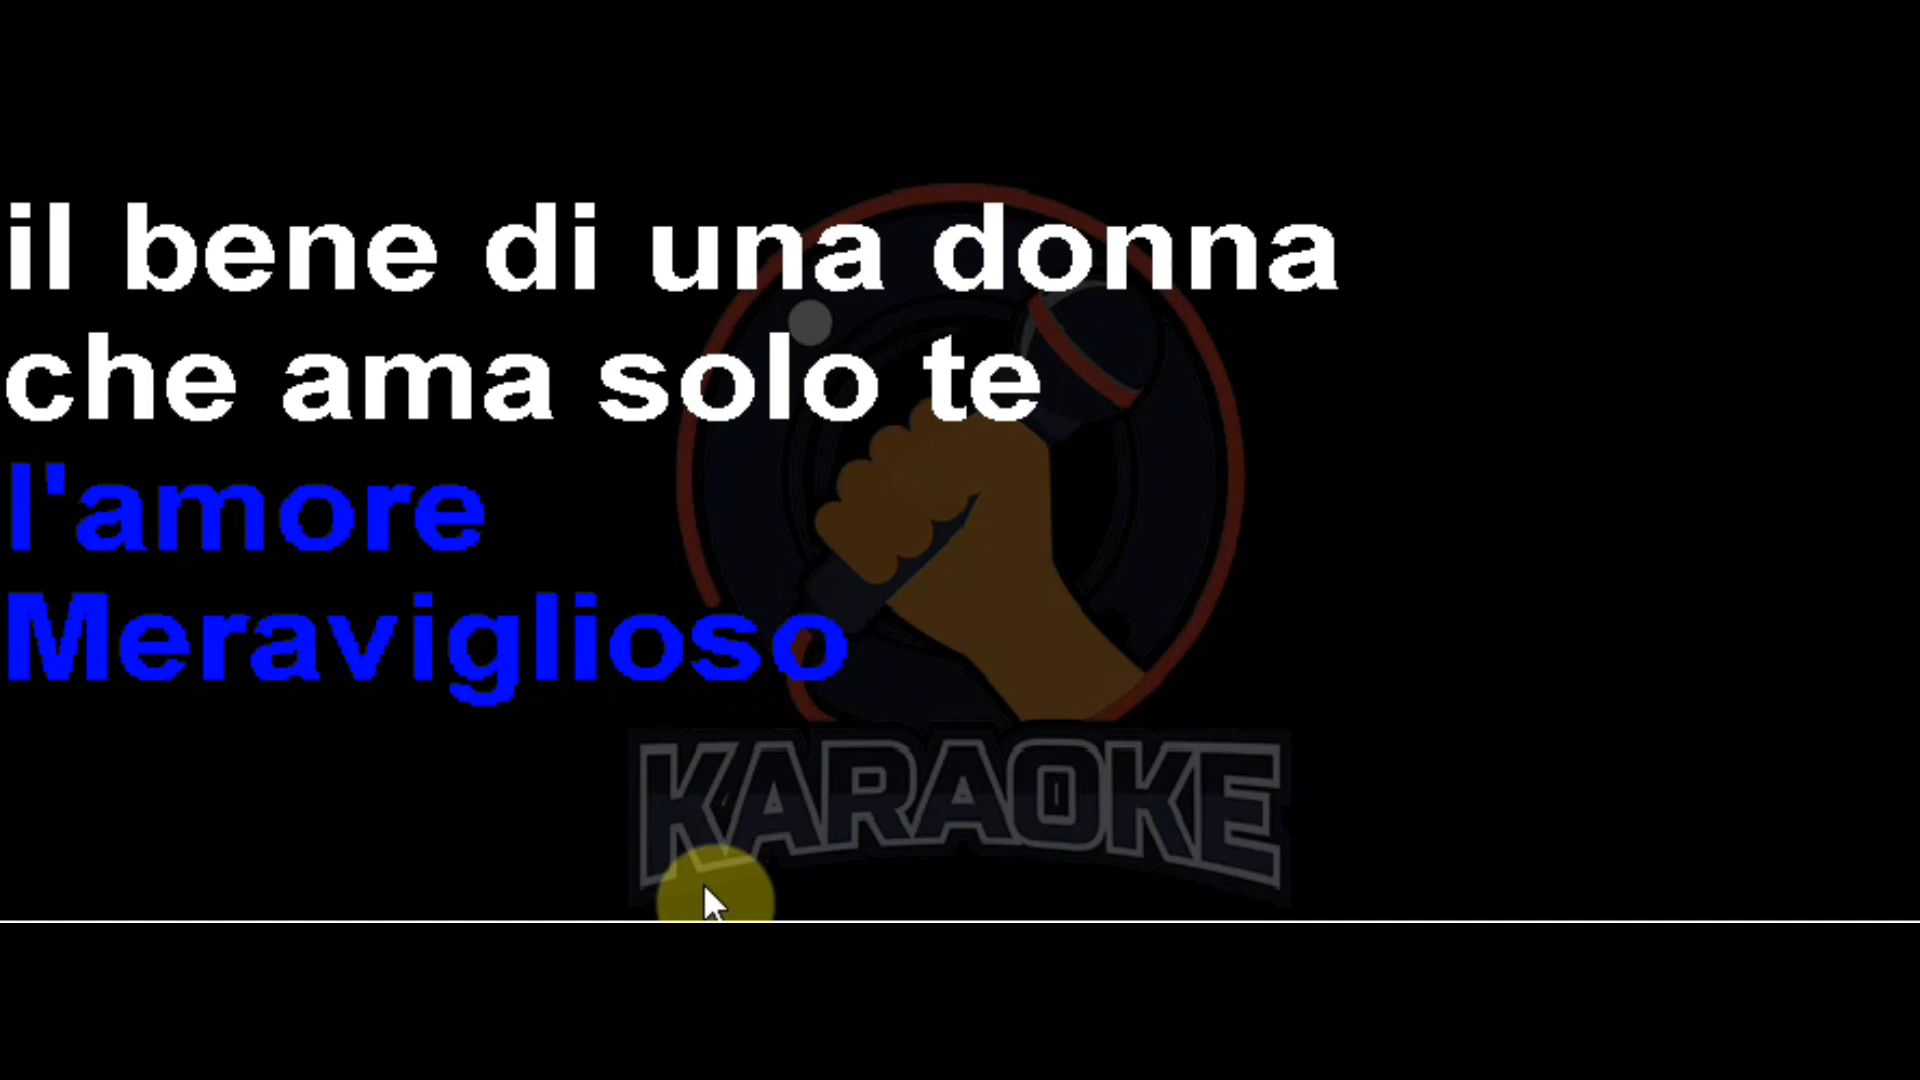 il bene di una donna
che ama solo te
l'amore
Meraviglioso
KARAOKE